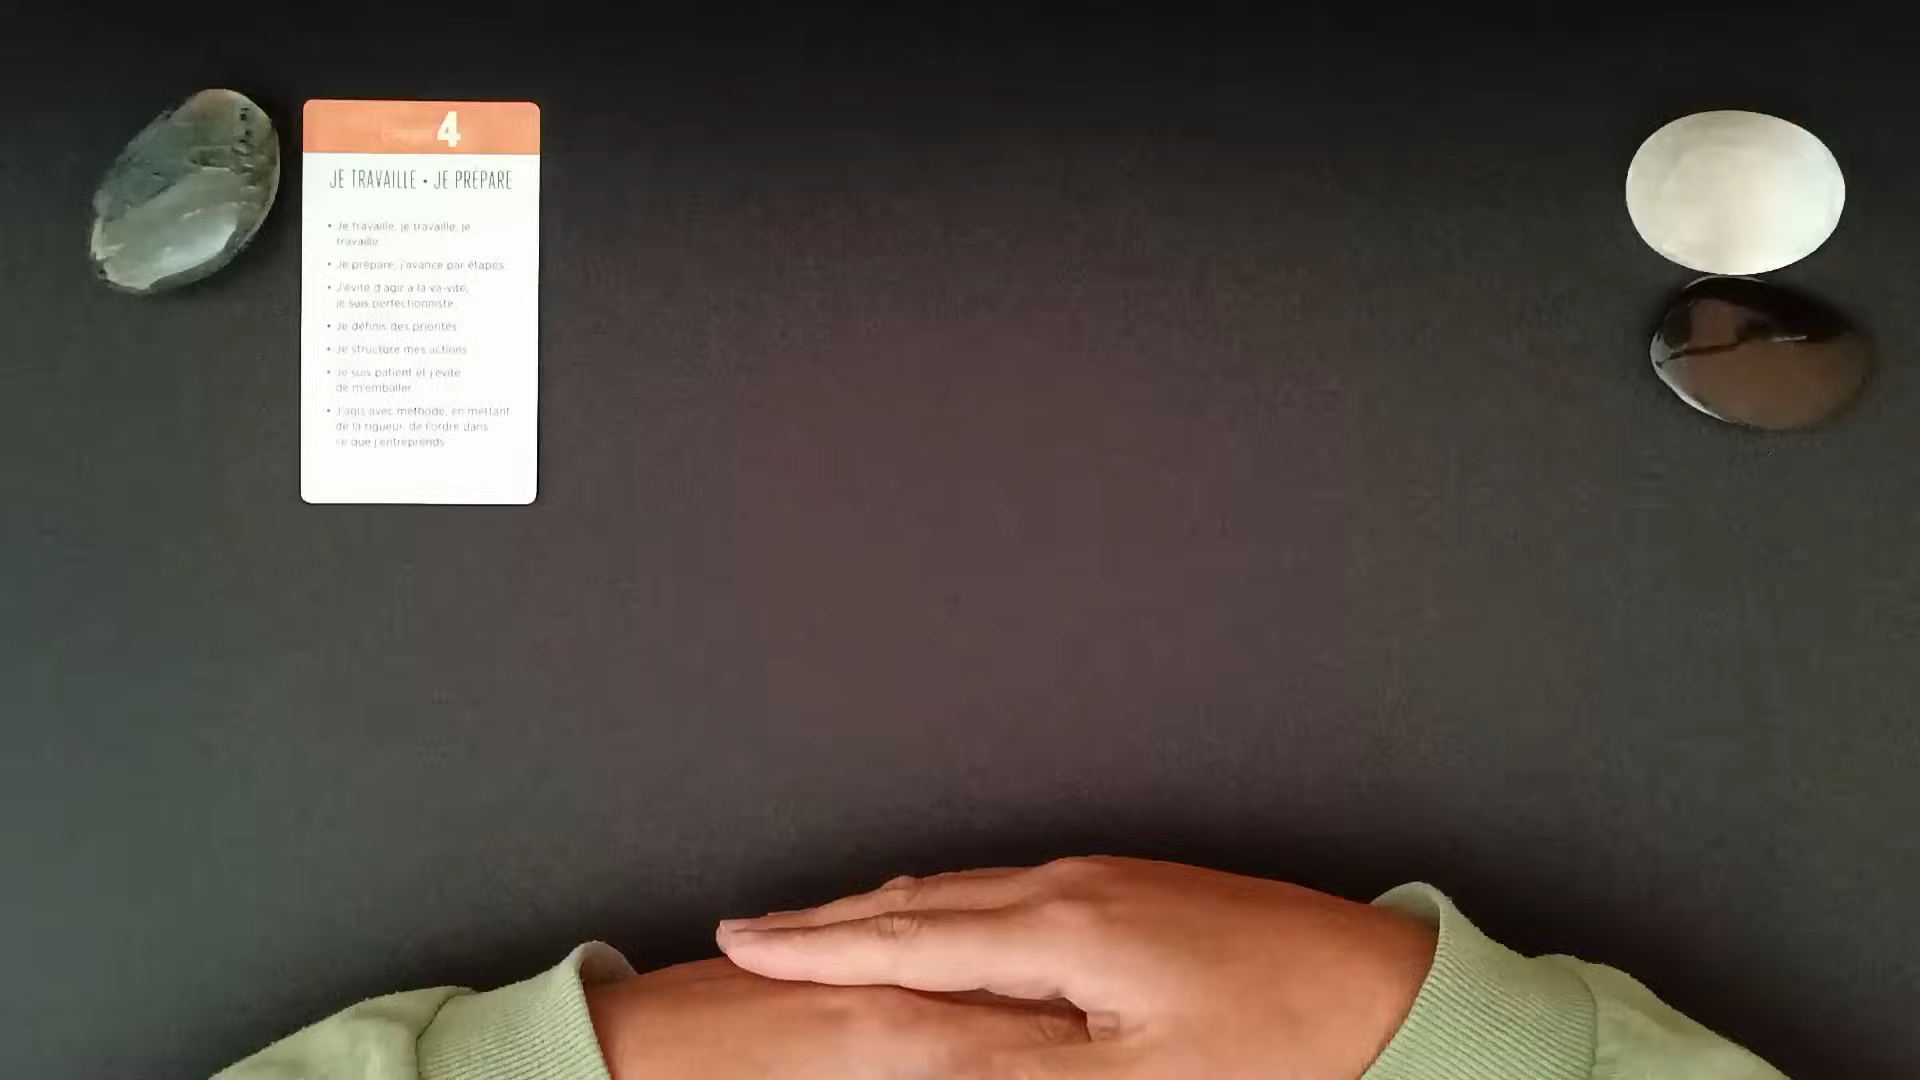 4
JE TRAVAILLE • JE PRÉPARE
• Je travaille, je travaille, je
travaille.
• Je prépare, j'avance par étapes.
• J'évite d'agir à la va-vite,
je suis perfectionniste.
• Je définis des priorités.
• Je structure mes actions.
• Je suis patient et j'évite
de m'emballer.
• J'agis avec méthode, en mettant
de la rigueur, de l'ordre dans
ce que j'entreprends.